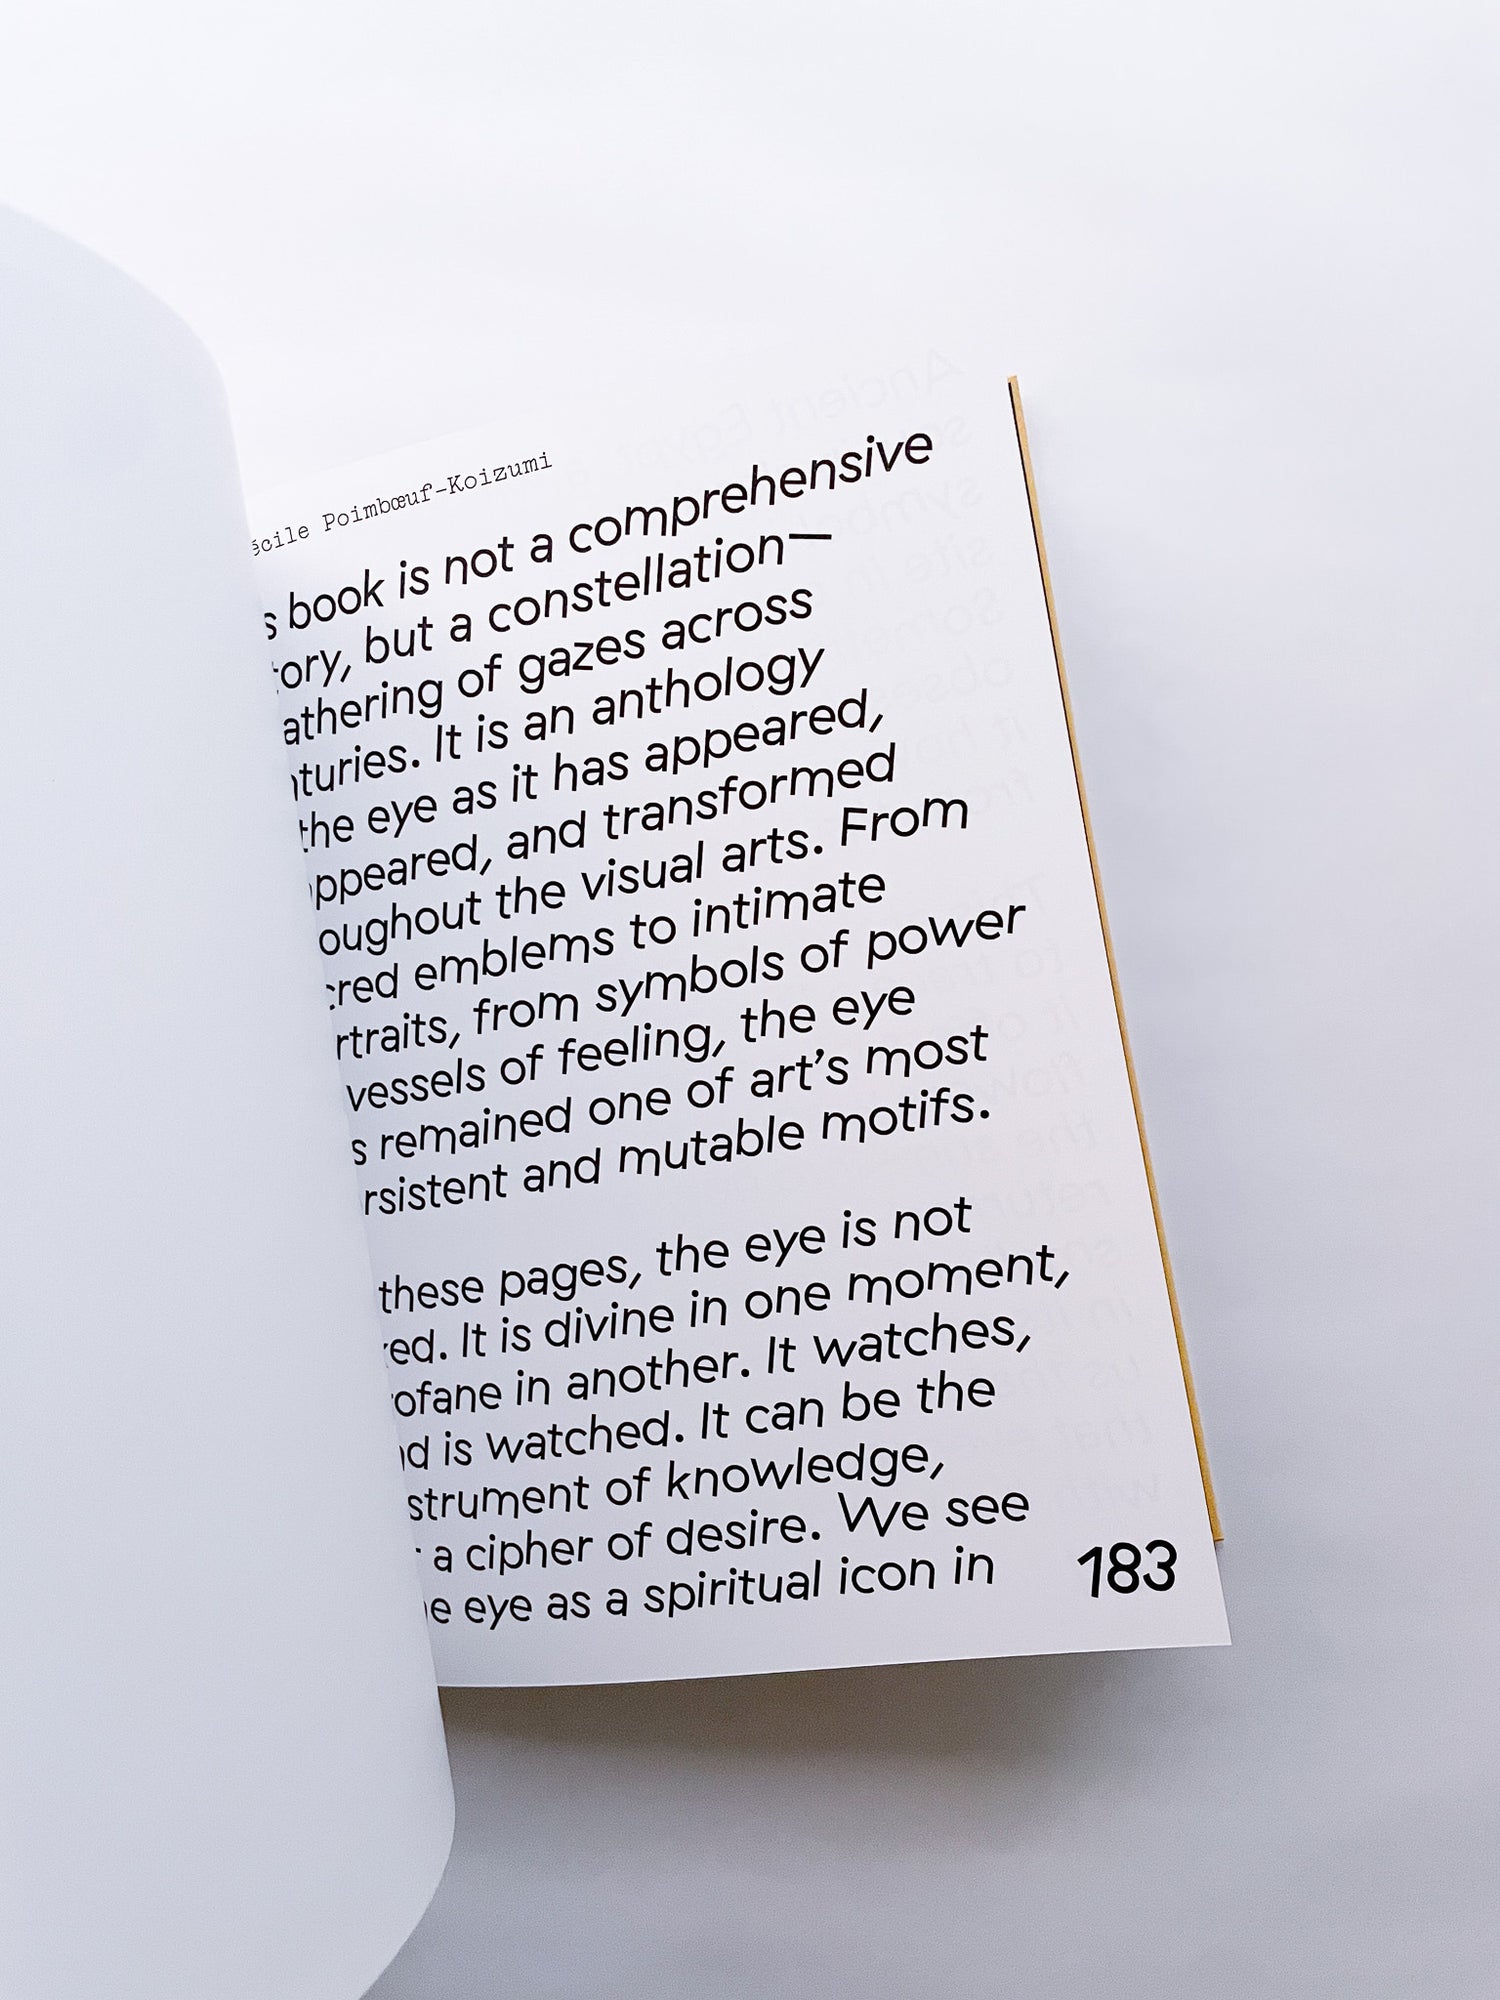 écile Poimbœuf-Koizumi
s book is not a comprehensive
tory, but a constellation—
athering of gazes across
nturies. It is an anthology
the eye as it has appeared,
appeared, and transformed
oughout the visual arts. From
cred emblems to intimate
rtraits, from symbols of power
vessels of feeling, the eye
s remained one of art’s most
rsistent and mutable motifs.
these pages, the eye is not
red. It is divine in one moment,
rofane in another. It watches,
nd is watched. It can be the
strument of knowledge,
r a cipher of desire. We see
e eye as a spiritual icon in
183